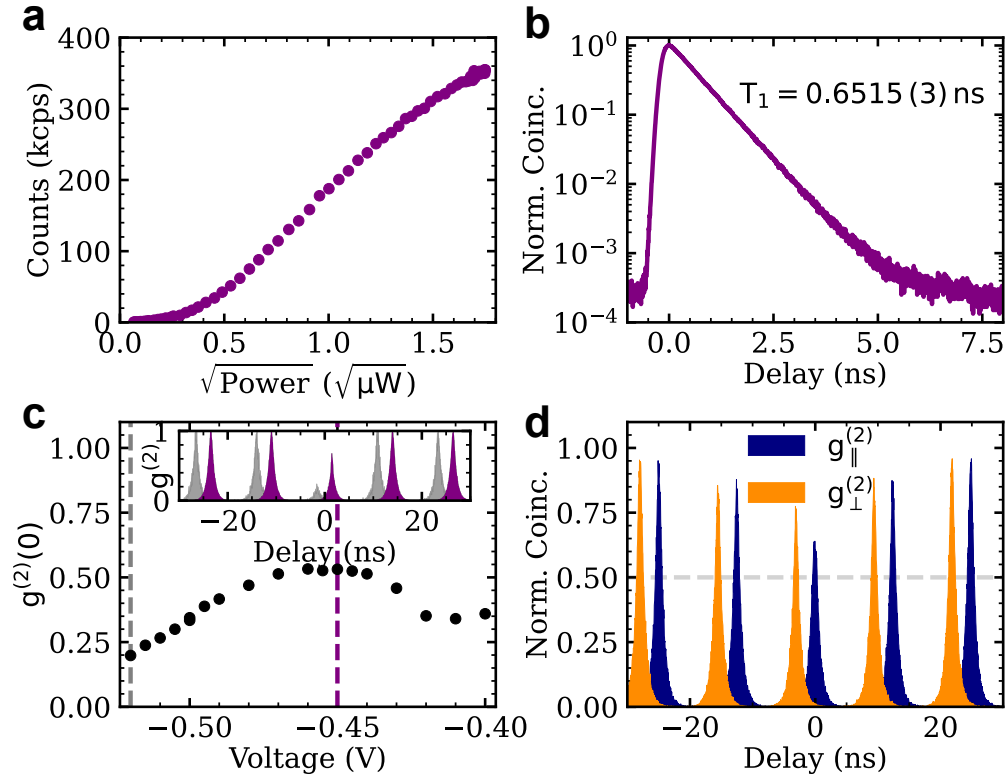 a
400
300
200
100
0
Counts (kcps)
0.0 0.5 1.0 1.5
√Power (√μW)
b
10⁰
10⁻¹
10⁻²
10⁻³
10⁻⁴
Norm. Coinc.
T₁ = 0.6515 (3) ns
0.0 2.5 5.0 7.5
Delay (ns)
c
1.00
0.75
0.50
0.25
0.00
g⁽²⁾(0)
1
0
g⁽²⁾
−20 0 20
Delay (ns)
−0.50 −0.45 −0.40
Voltage (V)
d
1.00
0.75
0.50
0.25
0.00
Norm. Coinc.
g∥⁽²⁾
g⊥⁽²⁾
−20 0 20
Delay (ns)